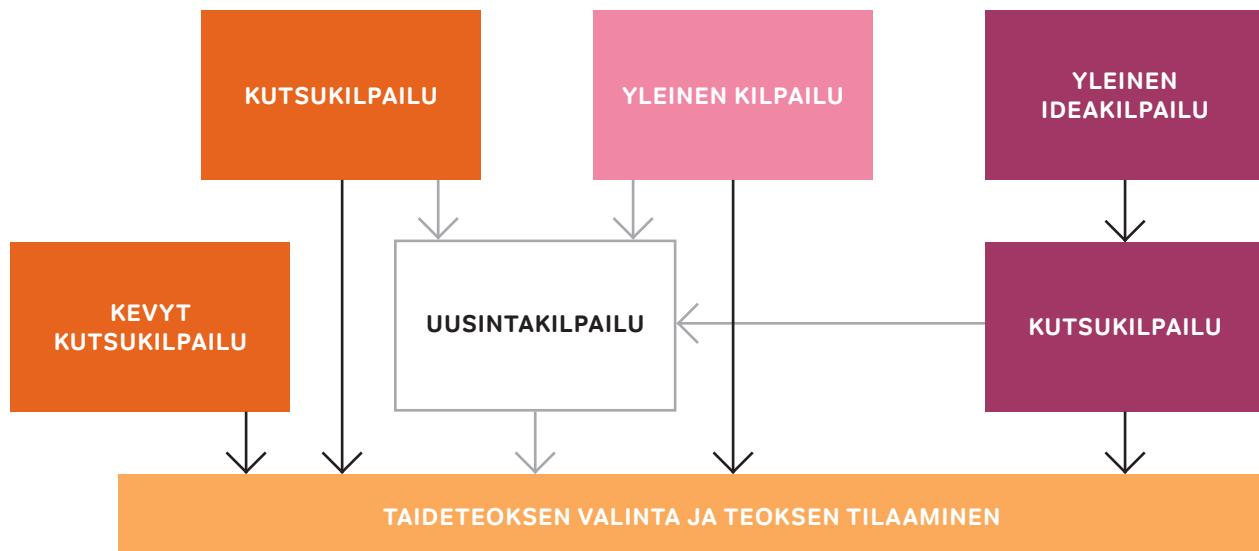 KUTSUKILPAILU
YLEINEN KILPAILU
YLEINEN
IDEAKILPAILU
KEVYT
KUTSUKILPAILU
UUSINTAKILPAILU
KUTSUKILPAILU
TAIDETEOKSEN VALINTA JA TEOKSEN TILAAMINEN